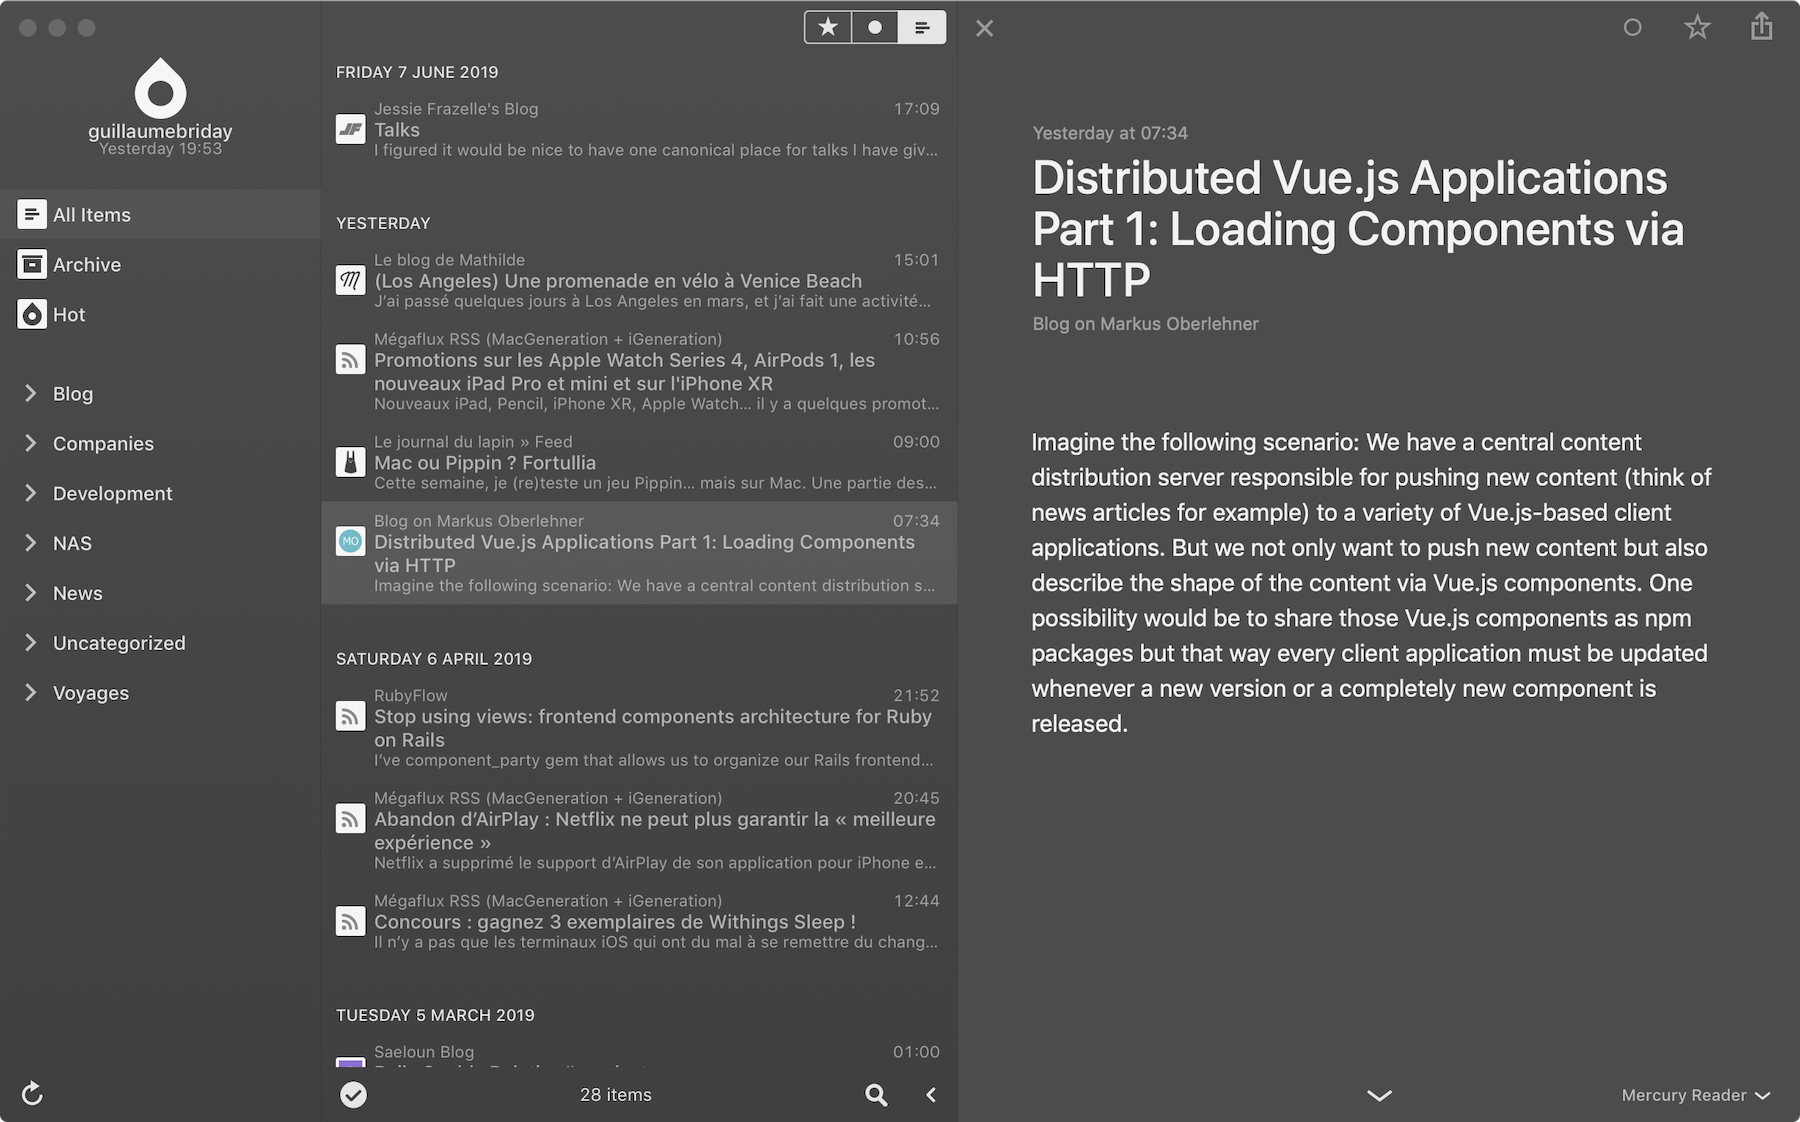 guillaumebriday
Yesterday 19:53
All Items
Archive
Hot
Blog
Companies
Development
NAS
News
Uncategorized
Voyages
FRIDAY 7 JUNE 2019
Jessie Frazelle's Blog 17:09
JF
Talks
I figured it would be nice to have one canonical place for talks I have giv...
YESTERDAY
Le blog de Mathilde 15:01
m
(Los Angeles) Une promenade en vélo à Venice Beach
J'ai passé quelques jours à Los Angeles en mars, et j'ai fait une activité...
Mégaflux RSS (MacGeneration + iGeneration) 10:56
Promotions sur les Apple Watch Series 4, AirPods 1, les
nouveaux iPad Pro et mini et sur l'iPhone XR
Nouveaux iPad, Pencil, iPhone XR, Apple Watch... il y a quelques promot...
Le journal du lapin » Feed 09:00
Mac ou Pippin ? Fortullia
Cette semaine, je (re)teste un jeu Pippin... mais sur Mac. Une partie des...
Blog on Markus Oberlehner 07:34
MO
Distributed Vue.js Applications Part 1: Loading Components
via HTTP
Imagine the following scenario: We have a central content distribution s...
SATURDAY 6 APRIL 2019
RubyFlow 21:52
Stop using views: frontend components architecture for Ruby
on Rails
I've component_party gem that allows us to organize our Rails frontend...
Mégaflux RSS (MacGeneration + iGeneration) 20:45
Abandon d'AirPlay : Netflix ne peut plus garantir la « meilleure
expérience »
Netflix a supprimé le support d'AirPlay de son application pour iPhone e...
Mégaflux RSS (MacGeneration + iGeneration) 12:44
Concours : gagnez 3 exemplaires de Withings Sleep !
Il n'y a pas que les terminaux iOS qui ont du mal à se remettre du chang...
TUESDAY 5 MARCH 2019
Saeloun Blog 01:00
28 items
Yesterday at 07:34
Distributed Vue.js Applications
Part 1: Loading Components via
HTTP
Blog on Markus Oberlehner
Imagine the following scenario: We have a central content
distribution server responsible for pushing new content (think of
news articles for example) to a variety of Vue.js-based client
applications. But we not only want to push new content but also
describe the shape of the content via Vue.js components. One
possibility would be to share those Vue.js components as npm
packages but that way every client application must be updated
whenever a new version or a completely new component is
released.
Mercury Reader